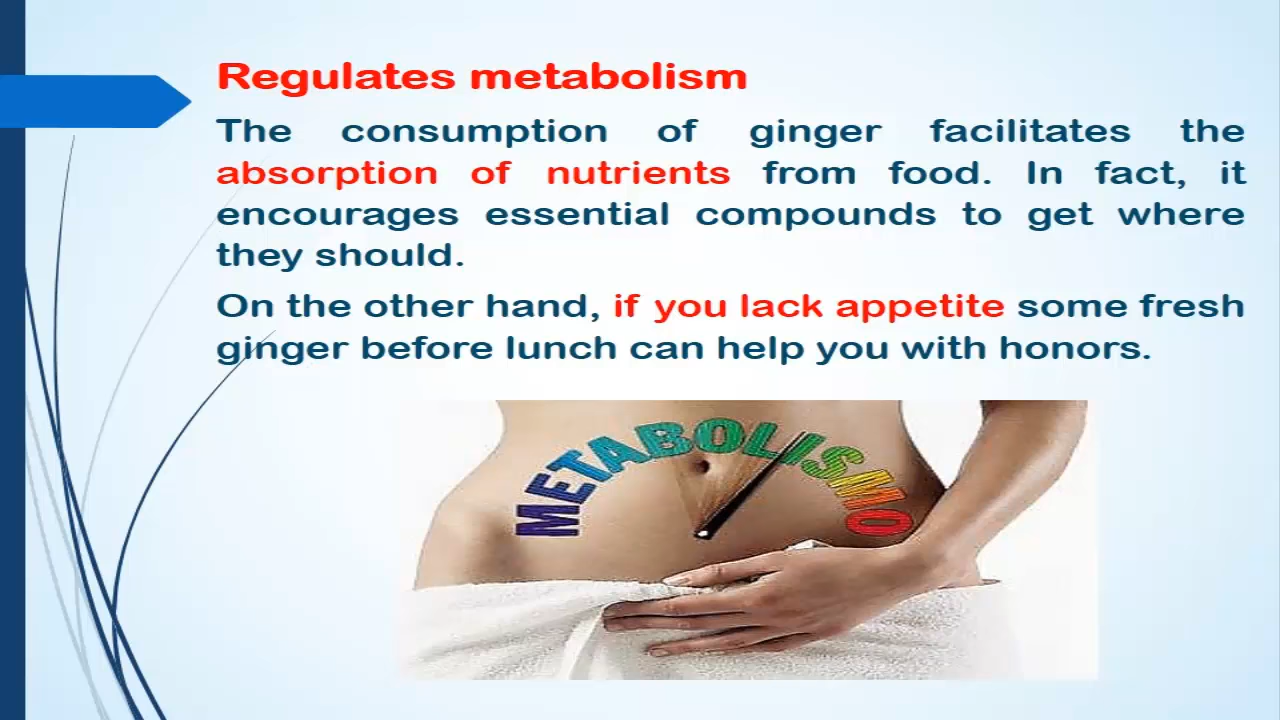 Regulates metabolism
The consumption of ginger facilitates the
absorption of nutrients from food. In fact, it
encourages essential compounds to get where
they should.
On the other hand, if you lack appetite some fresh
ginger before lunch can help you with honors.
METABOLISMO